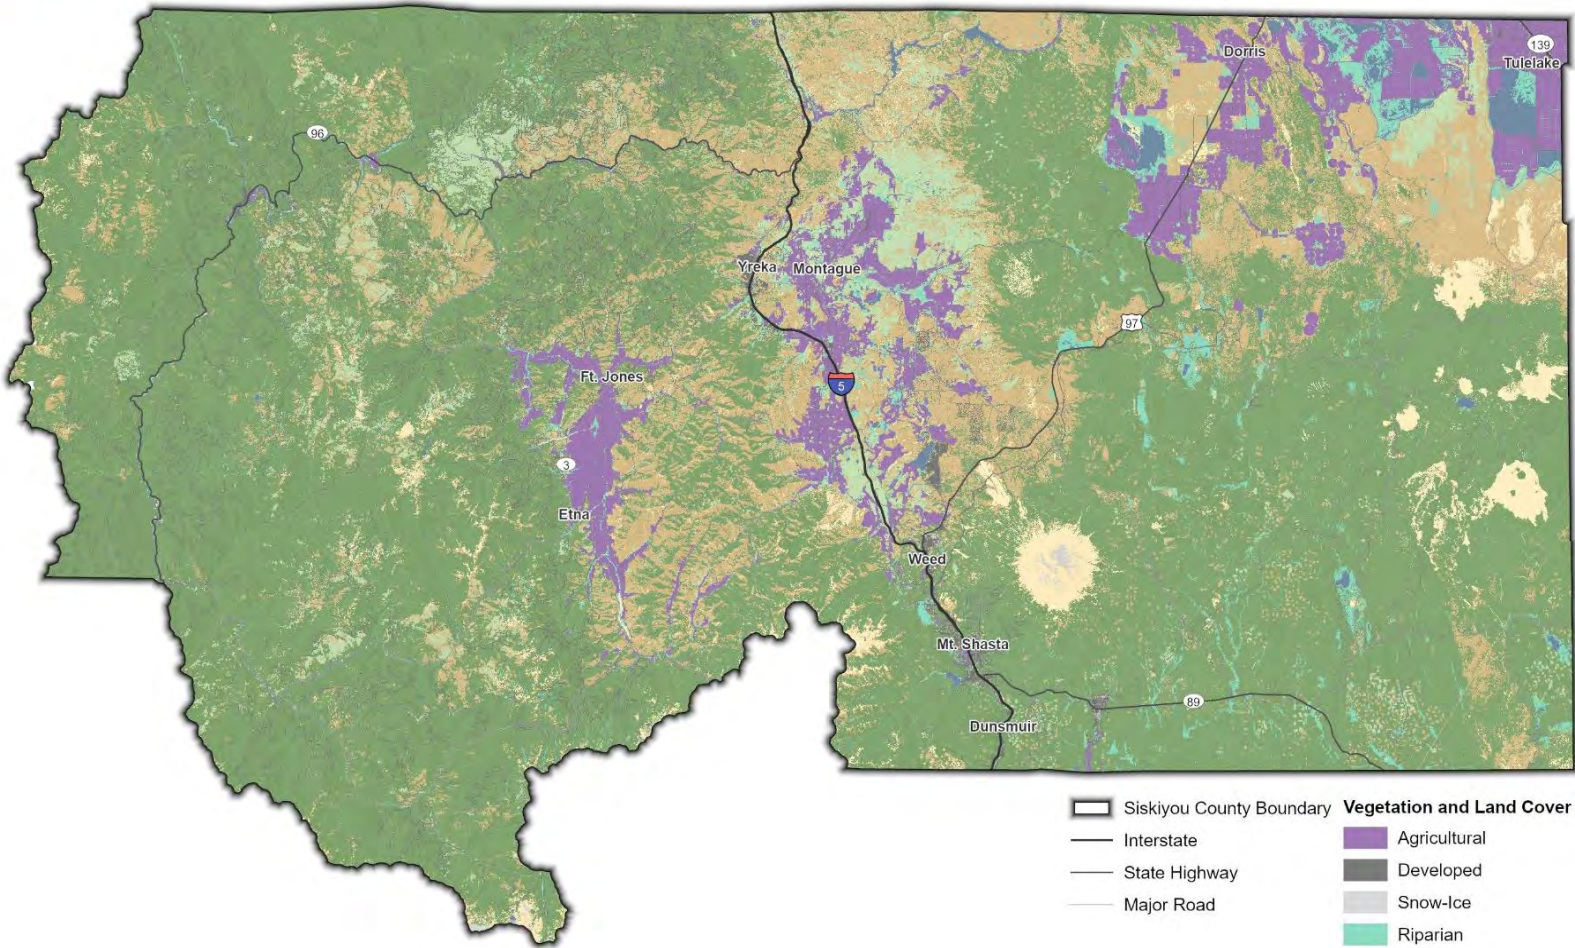 Dorris
139
Tulelake
96
Yreka
Montague
97
Ft. Jones
5
3
Etna
Weed
Mt. Shasta
89
Dunsmuir
Siskiyou County Boundary
Interstate
State Highway
Major Road
Vegetation and Land Cover
Agricultural
Developed
Snow-Ice
Riparian